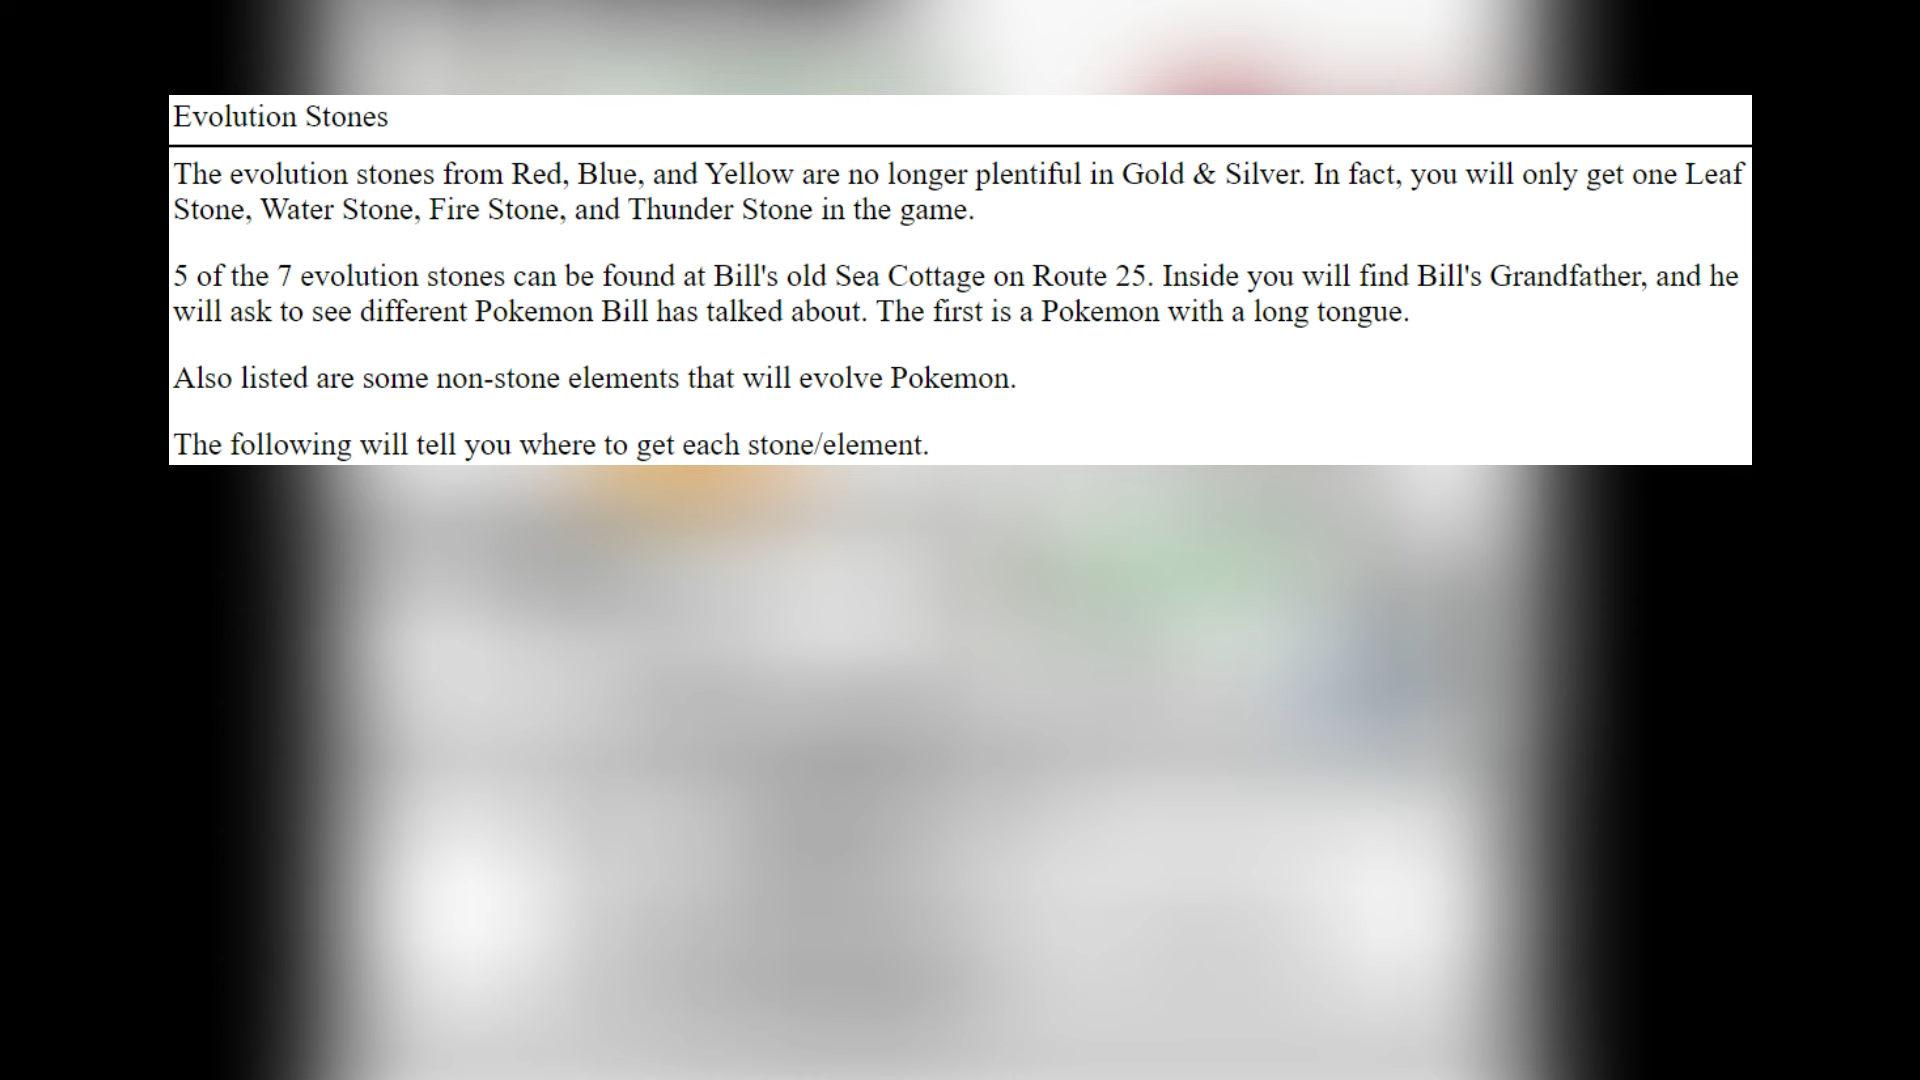 Evolution Stones
The evolution stones from Red, Blue, and Yellow are no longer plentiful in Gold & Silver. In fact, you will only get one Leaf
Stone, Water Stone, Fire Stone, and Thunder Stone in the game.
5 of the 7 evolution stones can be found at Bill's old Sea Cottage on Route 25. Inside you will find Bill's Grandfather, and he
will ask to see different Pokemon Bill has talked about. The first is a Pokemon with a long tongue.
Also listed are some non-stone elements that will evolve Pokemon.
The following will tell you where to get each stone/element.